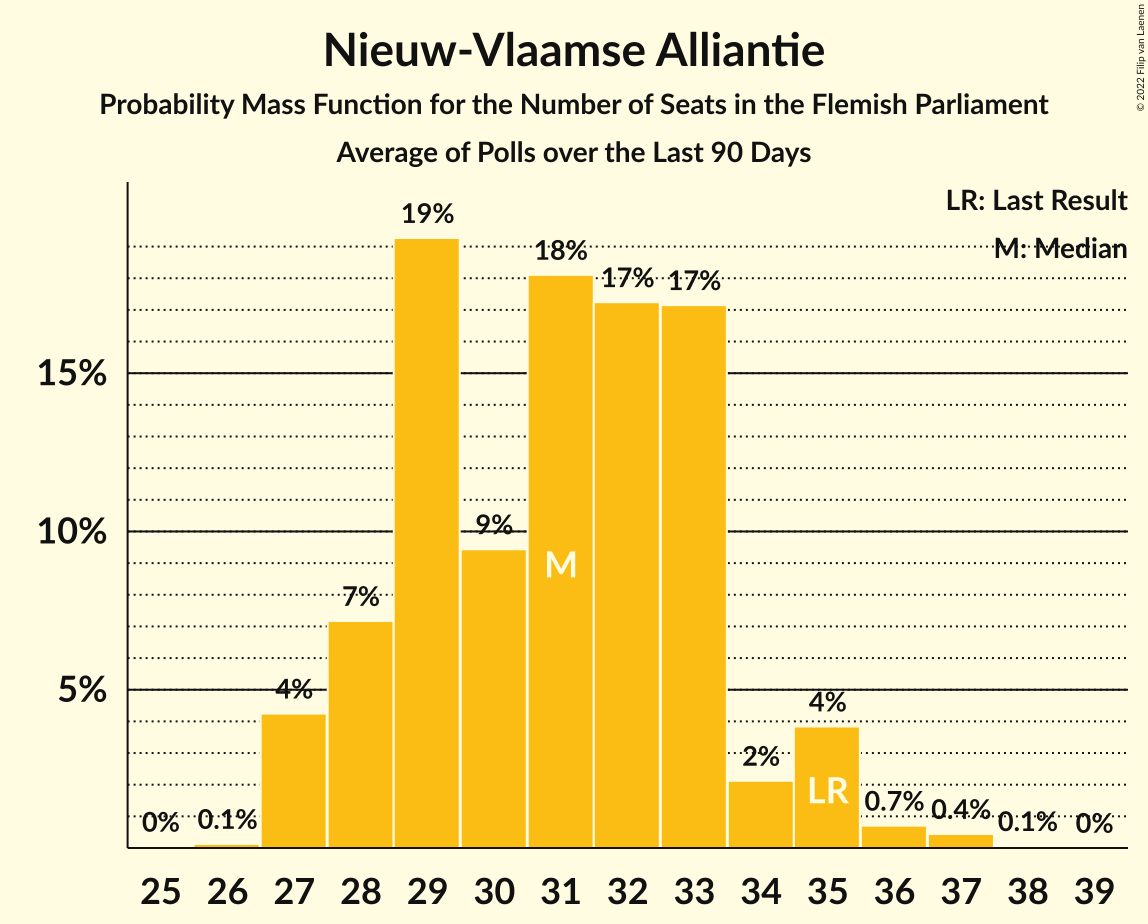 Nieuw-Vlaamse Alliantie
Probability Mass Function for the Number of Seats in the Flemish Parliament
Average of Polls over the Last 90 Days
© 2022 Filip van Laenen
LR: Last Result
M: Median
19%
18%
17%
17%
15%
10%
9%
M
7%
5%
4%
4%
2%
LR
0%
0.1%
0.7%
0.4%
0.1%
0%
25 26 27 28 29 30 31 32 33 34 35 36 37 38 39